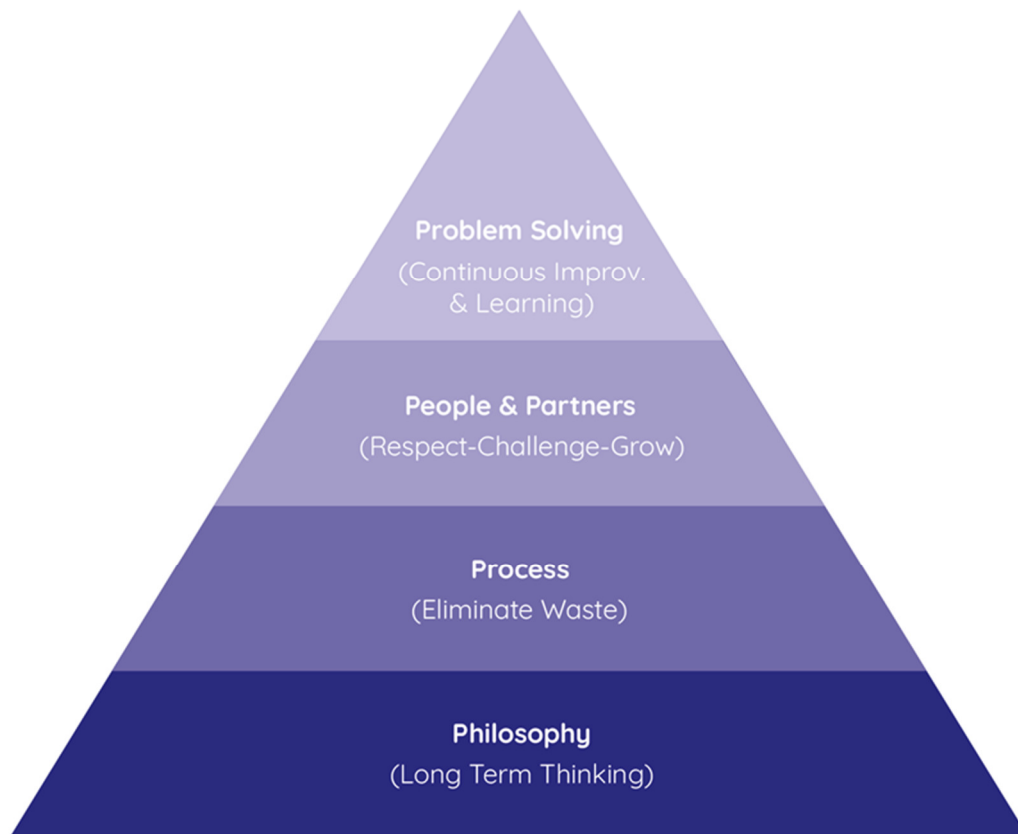 Problem Solving
(Continuous Improv.
& Learning)
People & Partners
(Respect-Challenge-Grow)
Process
(Eliminate Waste)
Philosophy
(Long Term Thinking)